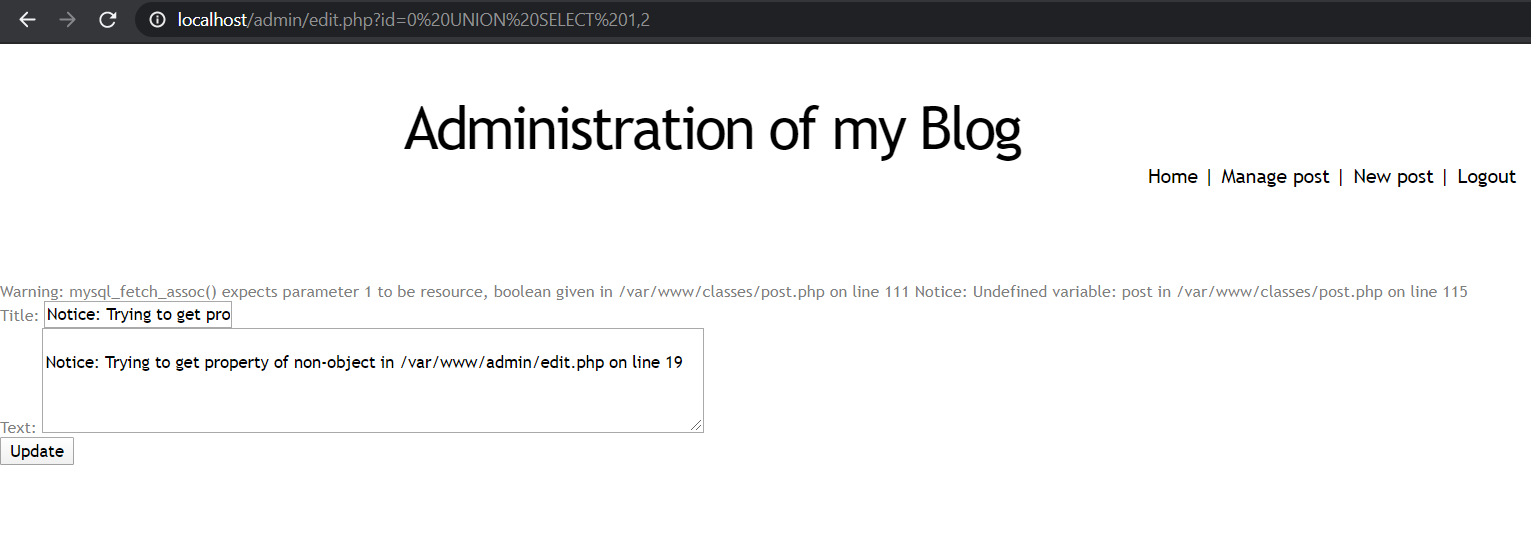 localhost/admin/edit.php?id=0%20UNION%20SELECT%201,2
Administration of my Blog
Home | Manage post | New post | Logout
Warning: mysql_fetch_assoc() expects parameter 1 to be resource, boolean given in /var/www/classes/post.php on line 111 Notice: Undefined variable: post in /var/www/classes/post.php on line 115
Title: Notice: Trying to get pro
Notice: Trying to get property of non-object in /var/www/admin/edit.php on line 19
Text:
Update